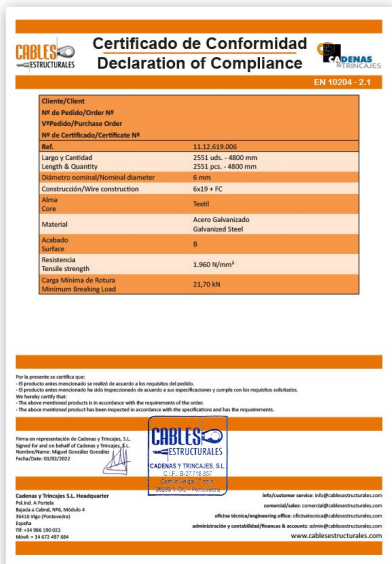 CABLES
ESTRUCTURALES
Certificado de Conformidad
Declaration of Compliance
CADENAS
&TRINCAJES
EN 10204 - 2.1
Cliente/Client
Nº de Pedido/Order Nº
VºPedido/Purchase Order
Nº de Certificado/Certificate Nº
Ref. 11.12.619.006
Largo y Cantidad 2551 uds. - 4800 mm
Length & Quantity 2551 pcs. - 4800 mm
Diámetro nominal/Nominal diameter 6 mm
Construcción/Wire construction 6x19 + FC
Alma
Core Textil
Material Acero Galvanizado
Galvanized Steel
Acabado
Surface B
Resistencia
Tensile strength 1.960 N/mm²
Carga Mínima de Rotura
Minimum Breaking Load 21,70 kN
Por la presente se certifica que:
- El producto antes mencionado se realizó de acuerdo a los requisitos del pedido.
- El producto antes mencionado ha sido inspeccionado de acuerdo a sus especificaciones y cumple con los requisitos solicitados.
We hereby certify that:
- The above mentioned products is in accordance with the requirements of the order.
- The above mentioned product has been inspected in accordance with the specifications and has the requeirements.
Firma en representación de Cadenas y Trincajes, S.L.
Signed for and on behalf of Cadenas y Trincajes, S.L.
Nombre/Name: Miguel González González
Fecha/Date: 03/02/2022
CABLES
ESTRUCTURALES
CADENAS Y TRINCAJES, S.L.
C.I.F.: B-27.718.857
Cadenas y Trincajes S.L. Headquarter
Pol.Ind. A Portela
Bajada a Cabral, Nº8, Módulo 4
36416 Vigo (Pontevedra)
España
Tlf: +34 986 190 022
Móvil: + 34 672 497 684
info/customer service: info@cablesestructurales.com
comercial/sales: comercial@cablesestructurales.com
oficina técnica/engineering office: oficinatecnica@cablesestructurales.com
administración y contabilidad/finances & accounts: admin@cablesestructurales.com
www.cablesestructurales.com